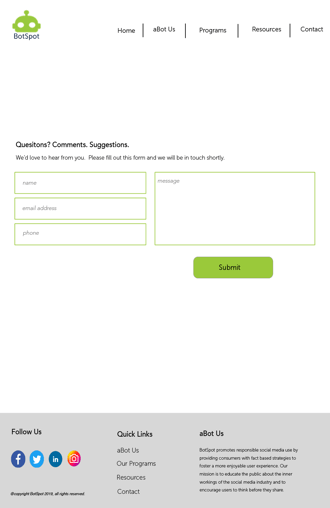 BotSpot
Home
aBot Us
Programs
Resources
Contact
Quesitons? Comments. Suggestions.
We'd love to hear from you. Please fill out this form and we will be in touch shortly.
name
message
email address
phone
Submit
Follow Us
in
©copyright BotSpot 2018, all rights reserved.
Quick Links
aBot Us
Our Programs
Resources
Contact
aBot Us
BotSpot promotes responsible social media use by
providing consumers with fact based strategies to
foster a more enjoyable user experience. Our
mission is to educate the public about the inner
workings of the social media industry and to
encourage users to think before they share.